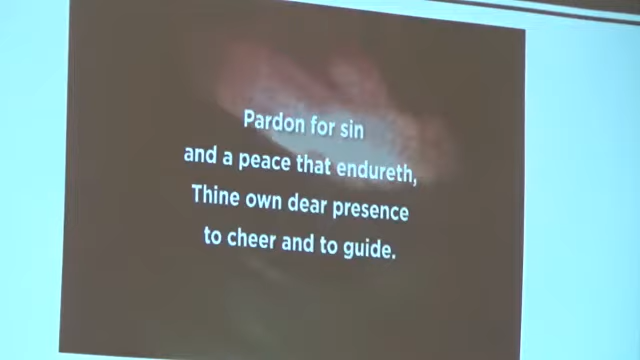 Pardon for sin
and a peace that endureth,
Thine own dear presence
to cheer and to guide.